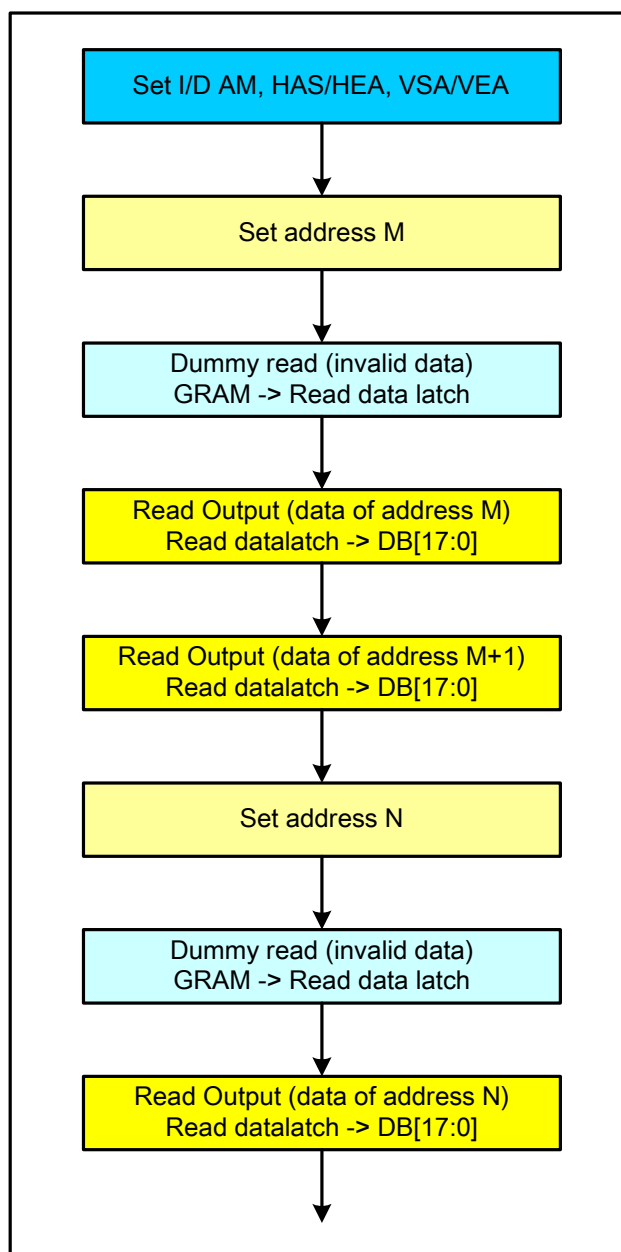 Set I/D AM, HAS/HEA, VSA/VEA
Set address M
Dummy read (invalid data)
GRAM -> Read data latch
Read Output (data of address M)
Read datalatch -> DB[17:0]
Read Output (data of address M+1)
Read datalatch -> DB[17:0]
Set address N
Dummy read (invalid data)
GRAM -> Read data latch
Read Output (data of address N)
Read datalatch -> DB[17:0]